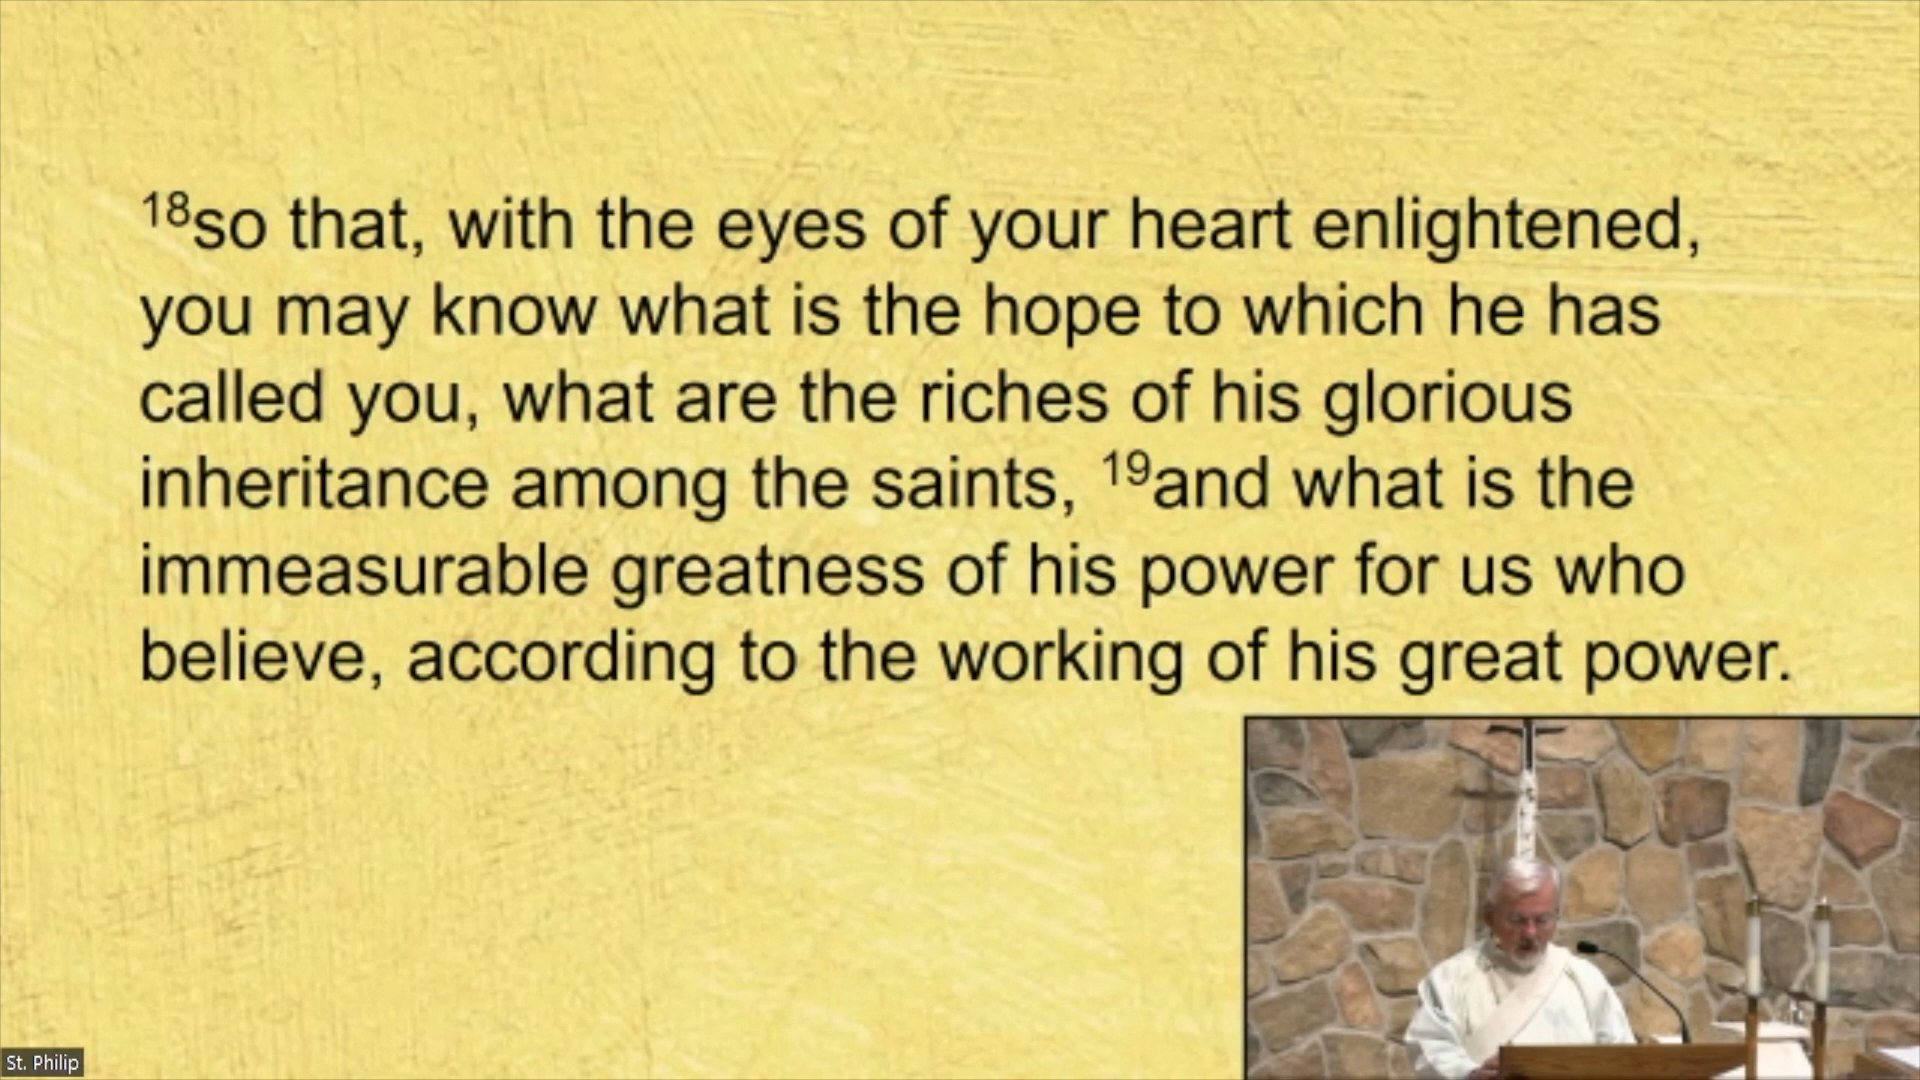 18so that, with the eyes of your heart enlightened,
you may know what is the hope to which he has
called you, what are the riches of his glorious
inheritance among the saints, 19and what is the
immeasurable greatness of his power for us who
believe, according to the working of his great power.
St. Philip